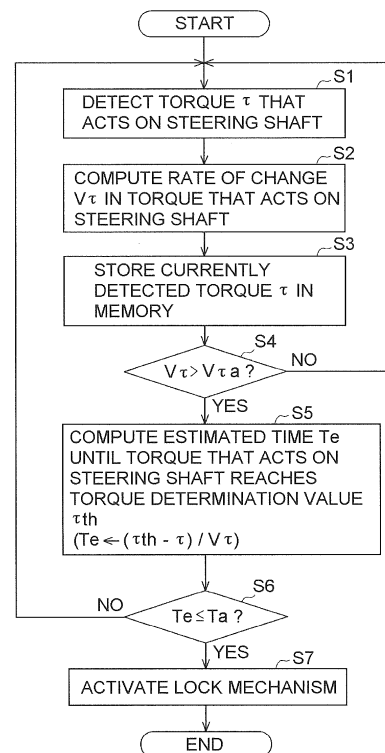 START
S1
DETECT TORQUE τ THAT
ACTS ON STEERING SHAFT
S2
COMPUTE RATE OF CHANGE
Vτ IN TORQUE THAT ACTS ON
STEERING SHAFT
S3
STORE CURRENTLY
DETECTED TORQUE τ IN
MEMORY
S4
Vτ>Vτa ?
NO
YES
S5
COMPUTE ESTIMATED TIME Te
UNTIL TORQUE THAT ACTS ON
STEERING SHAFT REACHES
TORQUE DETERMINATION VALUE
τth
(Te←(τth - τ) / Vτ)
S6
NO
Te≤Ta ?
YES
S7
ACTIVATE LOCK MECHANISM
END